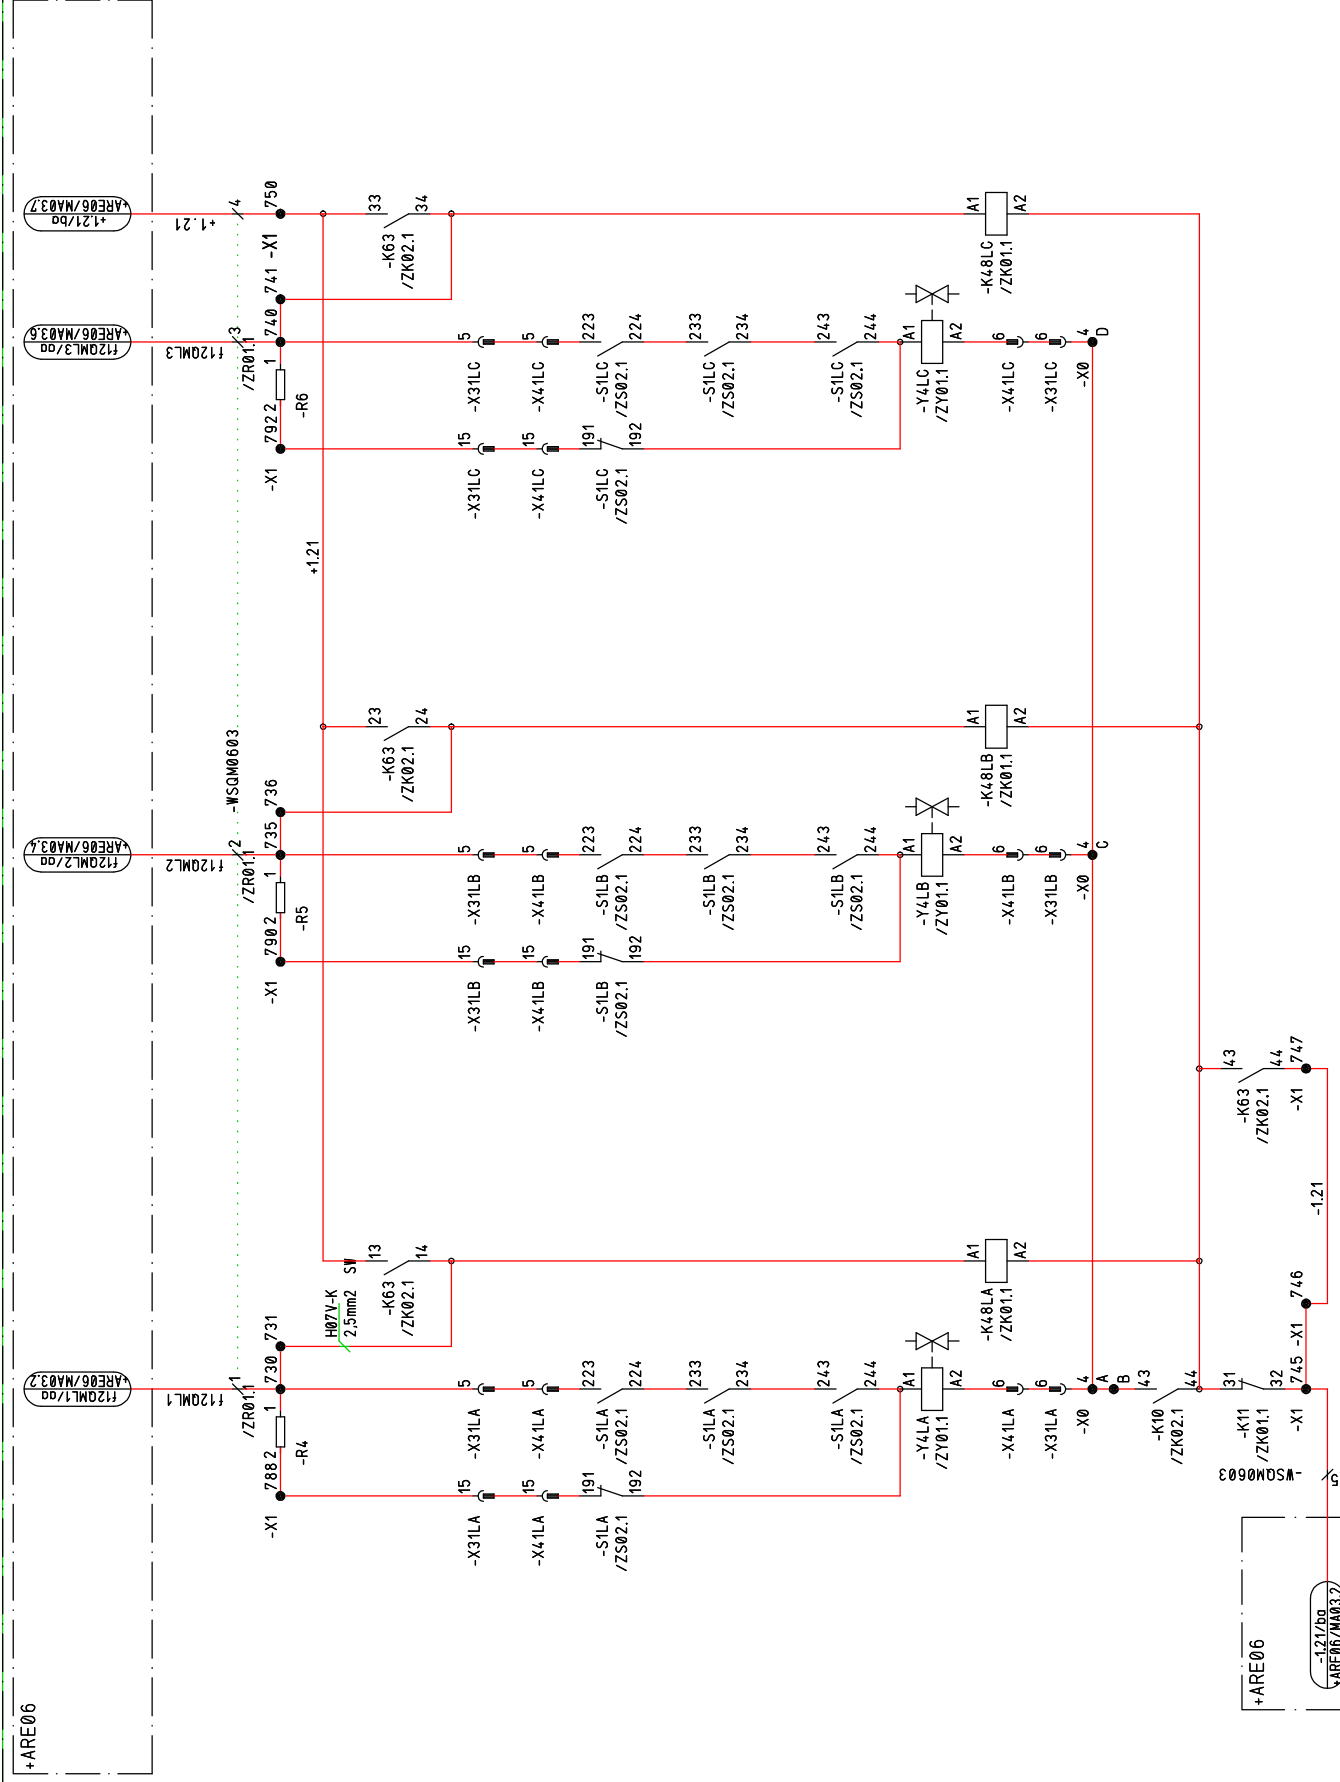 +ARE06
f12QML1/aa
+ARE06/MA03.2
f12QML2/aa
+ARE06/MA03.4
f12QML3/aa
+ARE06/MA03.6
+1.21/ba
+ARE06/MA03.7
f12QML1
1
f12QML2
2
f12QML3
3
+1.21
4
-WSQM0603
-X1
788
2
1
/ZR01.1
-R4
730
731
-X1
790
2
1
/ZR01.1
-R5
735
736
-X1
792
2
1
/ZR01.1
-R6
740
741
-X1
750
+1.21
H07V-K
2,5mm2
SW
13
14
-K63
/ZK02.1
23
24
-K63
/ZK02.1
33
34
-K63
/ZK02.1
15
-X31LA
5
-X31LA
15
-X31LB
5
-X31LB
15
-X31LC
5
-X31LC
15
-X41LA
5
-X41LA
15
-X41LB
5
-X41LB
15
-X41LC
5
-X41LC
191
192
-S1LA
/ZS02.1
223
224
-S1LA
/ZS02.1
191
192
-S1LB
/ZS02.1
223
224
-S1LB
/ZS02.1
191
192
-S1LC
/ZS02.1
223
224
-S1LC
/ZS02.1
233
234
-S1LA
/ZS02.1
233
234
-S1LB
/ZS02.1
233
234
-S1LC
/ZS02.1
243
244
-S1LA
/ZS02.1
243
244
-S1LB
/ZS02.1
243
244
-S1LC
/ZS02.1
A1
A2
-Y4LA
/ZY01.1
A1
A2
-Y4LB
/ZY01.1
A1
A2
-Y4LC
/ZY01.1
A1
A2
-K48LA
/ZK01.1
A1
A2
-K48LB
/ZK01.1
A1
A2
-K48LC
/ZK01.1
6
-X41LA
6
-X41LB
6
-X41LC
6
-X31LA
6
-X31LB
6
-X31LC
-X0
4
A
B
-X0
4
C
-X0
4
D
43
44
-K10
/ZK02.1
31
32
-K11
/ZK01.1
43
44
-K63
/ZK02.1
-X1
745
-X1
746
-X1
747
-1.21
-WSQM0603
5
+ARE06
-1.21/ba
+ARE06/MA03.2